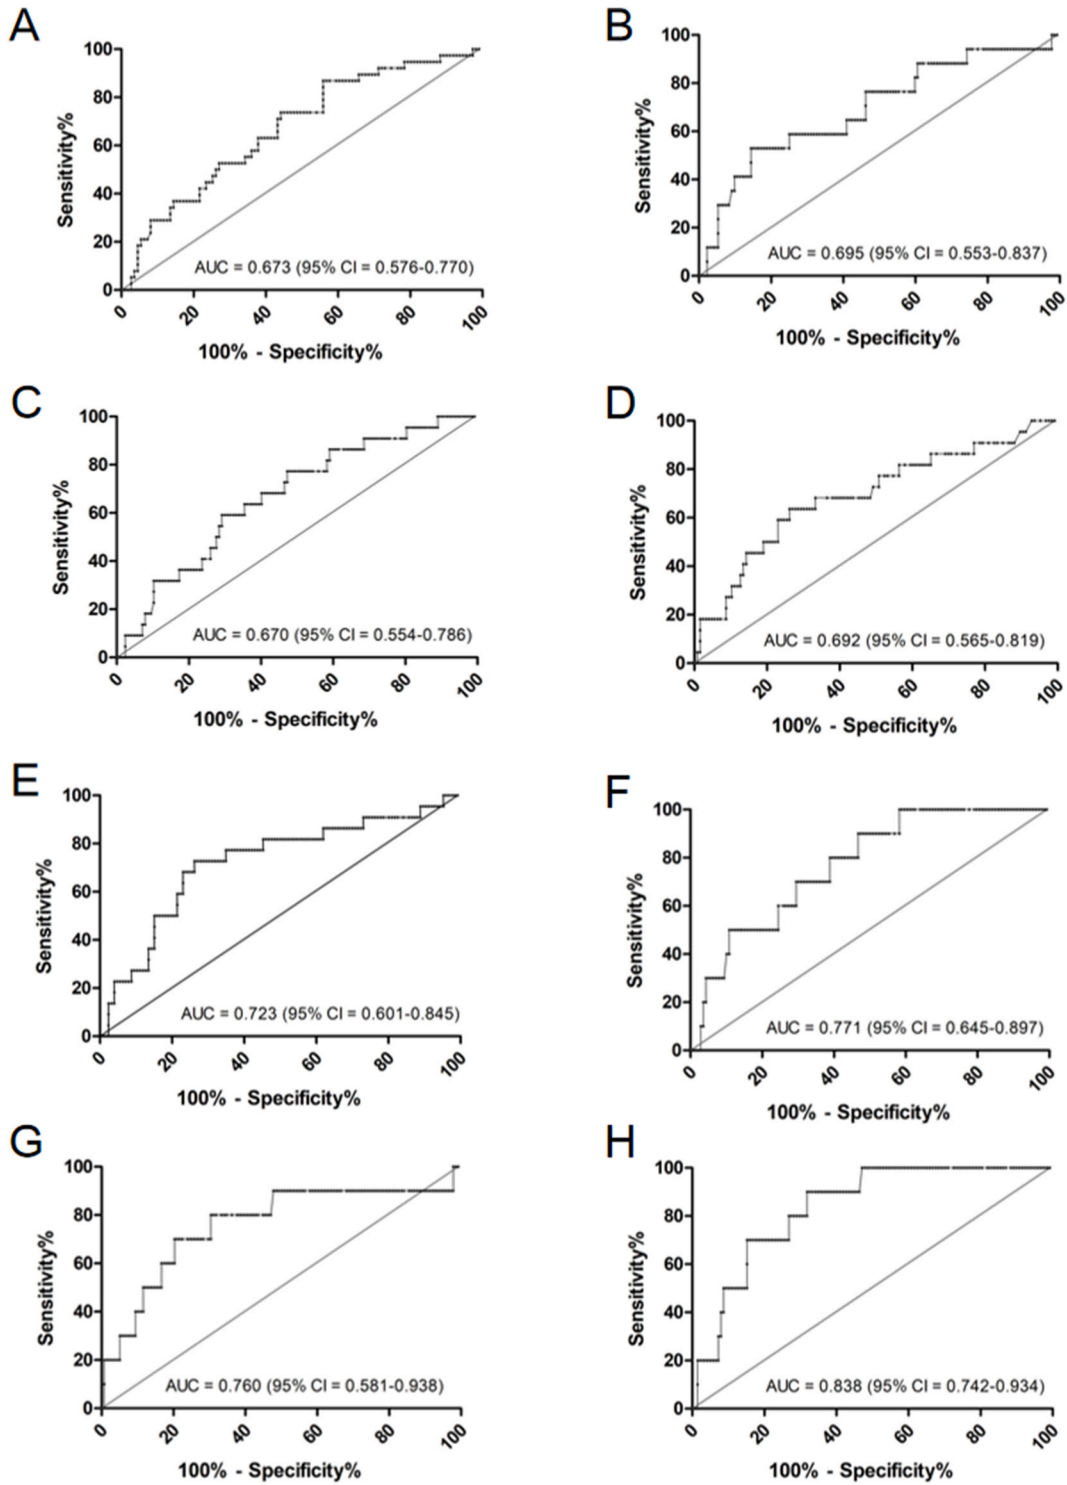 A
100
80
60
40
20
0
Sensitivity%
AUC = 0.673 (95% CI = 0.576-0.770)
0 20 40 60 80 100
100% - Specificity%
B
100
80
60
40
20
0
Sensitivity%
AUC = 0.695 (95% CI = 0.553-0.837)
0 20 40 60 80 100
100% - Specificity%
C
100
80
60
40
20
0
Sensitivity%
AUC = 0.670 (95% CI = 0.554-0.786)
0 20 40 60 80 100
100% - Specificity%
D
100
80
60
40
20
0
Sensitivity%
AUC = 0.692 (95% CI = 0.565-0.819)
0 20 40 60 80 100
100% - Specificity%
E
100
80
60
40
20
0
Sensitivity%
AUC = 0.723 (95% CI = 0.601-0.845)
0 20 40 60 80 100
100% - Specificity%
F
100
80
60
40
20
0
Sensitivity%
AUC = 0.771 (95% CI = 0.645-0.897)
0 20 40 60 80 100
100% - Specificity%
G
100
80
60
40
20
0
Sensitivity%
AUC = 0.760 (95% CI = 0.581-0.938)
0 20 40 60 80 100
100% - Specificity%
H
100
80
60
40
20
0
Sensitivity%
AUC = 0.838 (95% CI = 0.742-0.934)
0 20 40 60 80 100
100% - Specificity%